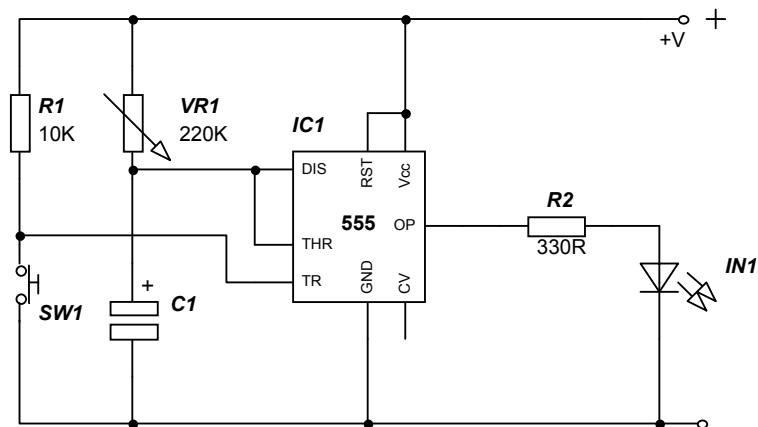 +
+V
R1
10K
VR1
220K
IC1
DIS
RST
Vcc
555
OP
THR
TR
GND
CV
R2
330R
IN1
SW1
+
C1